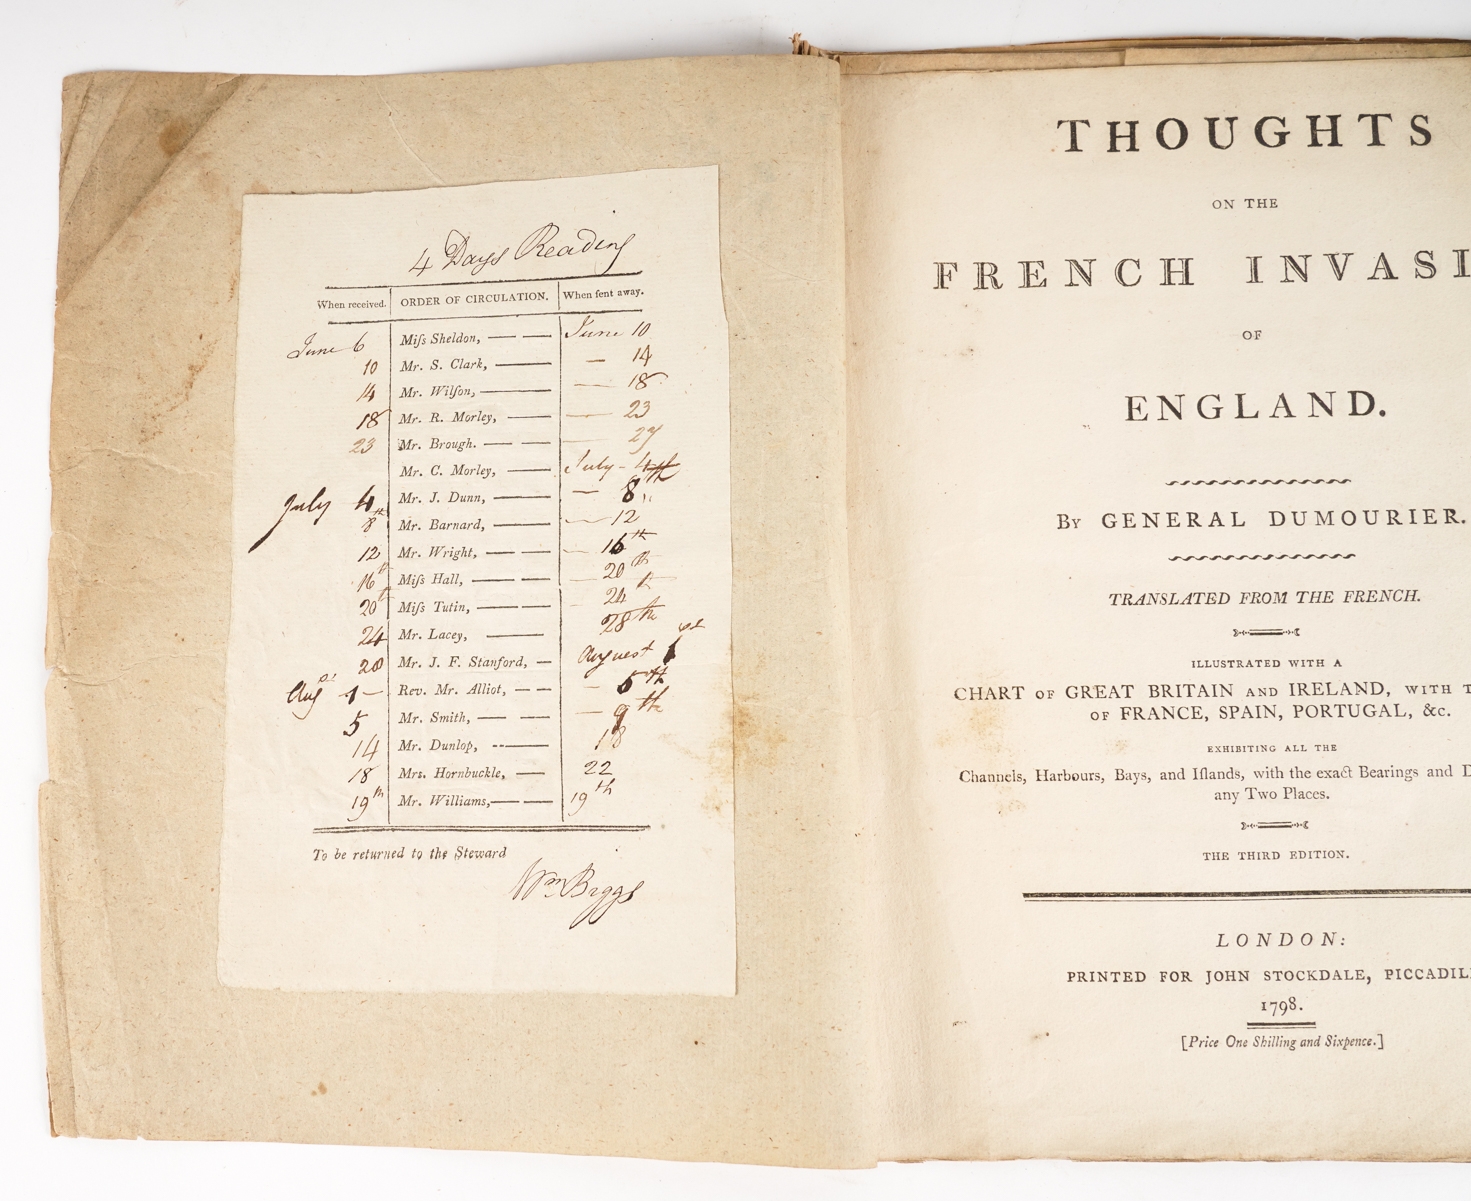 4 Days Reading
When received. ORDER OF CIRCULATION. When ſent away.
June 6 Miſs Sheldon, June 10
10 Mr. S. Clark, — 14
14 Mr. Wilſon, — 18
18 Mr. R. Morley, — 23
23 Mr. Brough. — 27
Mr. C. Morley, July - 4th
July 4 Mr. J. Dunn, — 8
8th Mr. Barnard, — 12
12 Mr. Wright, — 16th
16th Miſs Hall, — 20th
20th Miſs Tutin, 24th
24 Mr. Lacey, 28th
28 Mr. J. F. Stanford, August 1st
Augst 1 — Rev. Mr. Alliot, — 5th
5 Mr. Smith, — 9th
14 Mr. Dunlop, 18
18 Mrs. Hornbuckle, 22
19th Mr. Williams, 19th
To be returned to the Steward
Wm Biggs
THOUGHTS
ON THE
FRENCH INVASI
OF
ENGLAND.
By GENERAL DUMOURIER.
TRANSLATED FROM THE FRENCH.
ILLUSTRATED WITH A
CHART OF GREAT BRITAIN AND IRELAND, WITH T
OF FRANCE, SPAIN, PORTUGAL, &c.
EXHIBITING ALL THE
Channels, Harbours, Bays, and Iſlands, with the exact Bearings and D
any Two Places.
THE THIRD EDITION.
LONDON:
PRINTED FOR JOHN STOCKDALE, PICCADIL
1798.
[Price One Shilling and Sixpence.]